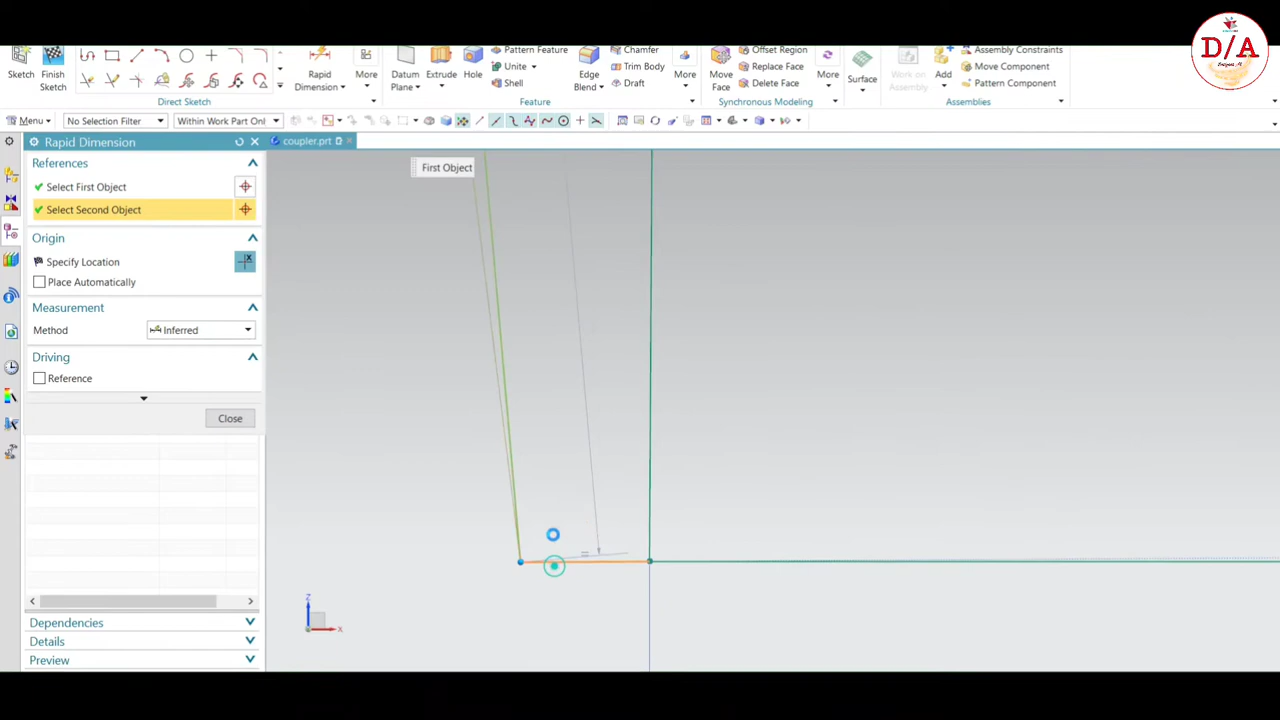 D/A
Pattern Feature
Chamfer
Offset Region
Assembly Constraints
Unite
Trim Body
Replace Face
Move Component
Sketch
Finish Sketch
Rapid Dimension
More
Datum Plane
Extrude
Hole
Shell
Edge Blend
Draft
More
Move Face
Delete Face
More
Surface
Work on Assembly
Add
Pattern Component
Direct Sketch
Feature
Synchronous Modeling
Assemblies
Menu
No Selection Filter
Within Work Part Onl
Rapid Dimension
coupler.prt
References
First Object
Select First Object
Select Second Object
Origin
Specify Location
Place Automatically
Measurement
Method
Inferred
Driving
Reference
Close
Z
X
Dependencies
Details
Preview